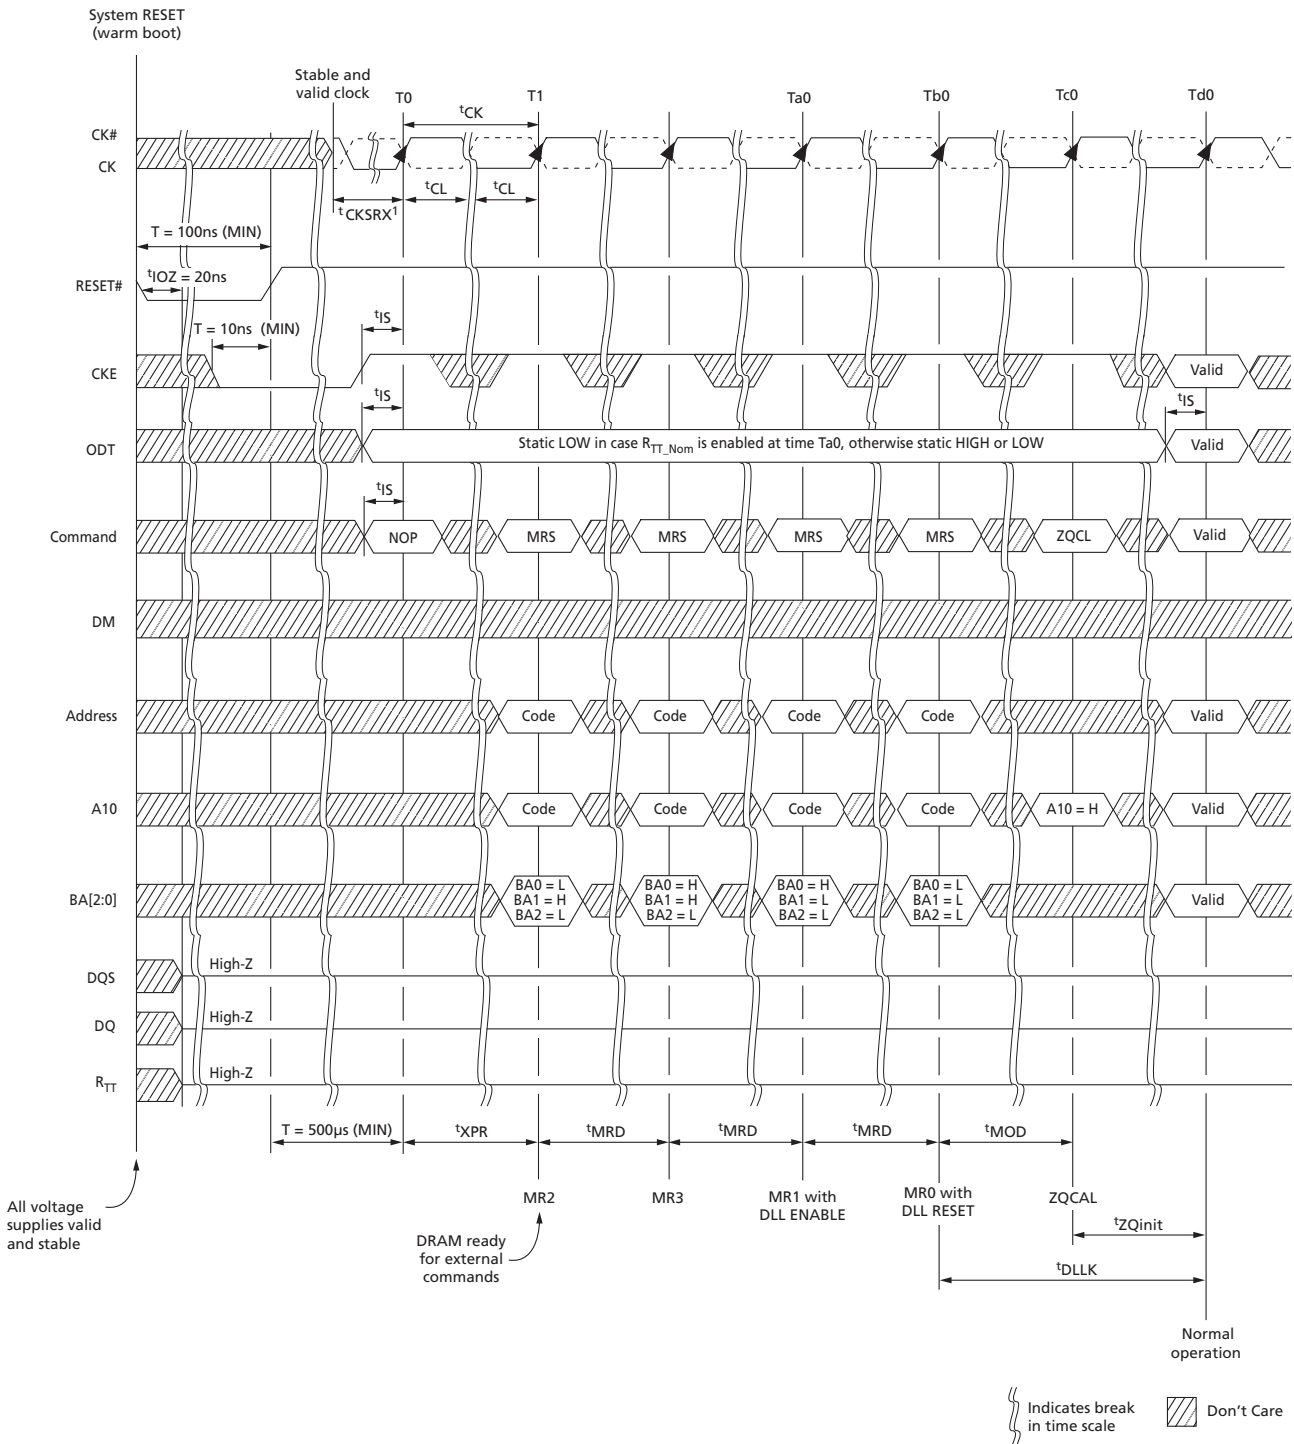 System RESET
(warm boot)
Stable and
valid clock
T0
T1
Ta0
Tb0
Tc0
Td0
tCK
CK#
CK
tCL
tCL
tCKSRX1
T = 100ns (MIN)
tIOZ = 20ns
RESET#
T = 10ns (MIN)
tIS
CKE
Valid
tIS
tIS
ODT
Static LOW in case RTT_Nom is enabled at time Ta0, otherwise static HIGH or LOW
Valid
tIS
Command
NOP
MRS
MRS
MRS
MRS
ZQCL
Valid
DM
Address
Code
Code
Code
Code
Valid
A10
Code
Code
Code
Code
A10 = H
Valid
BA[2:0]
BA0 = L
BA1 = H
BA2 = L
BA0 = H
BA1 = H
BA2 = L
BA0 = H
BA1 = L
BA2 = L
BA0 = L
BA1 = L
BA2 = L
Valid
DQS
High-Z
DQ
High-Z
RTT
High-Z
T = 500μs (MIN)
tXPR
tMRD
tMRD
tMRD
tMOD
All voltage
supplies valid
and stable
MR2
MR3
MR1 with
DLL ENABLE
MR0 with
DLL RESET
ZQCAL
tZQinit
DRAM ready
for external
commands
tDLLK
Normal
operation
Indicates break
in time scale
Don't Care